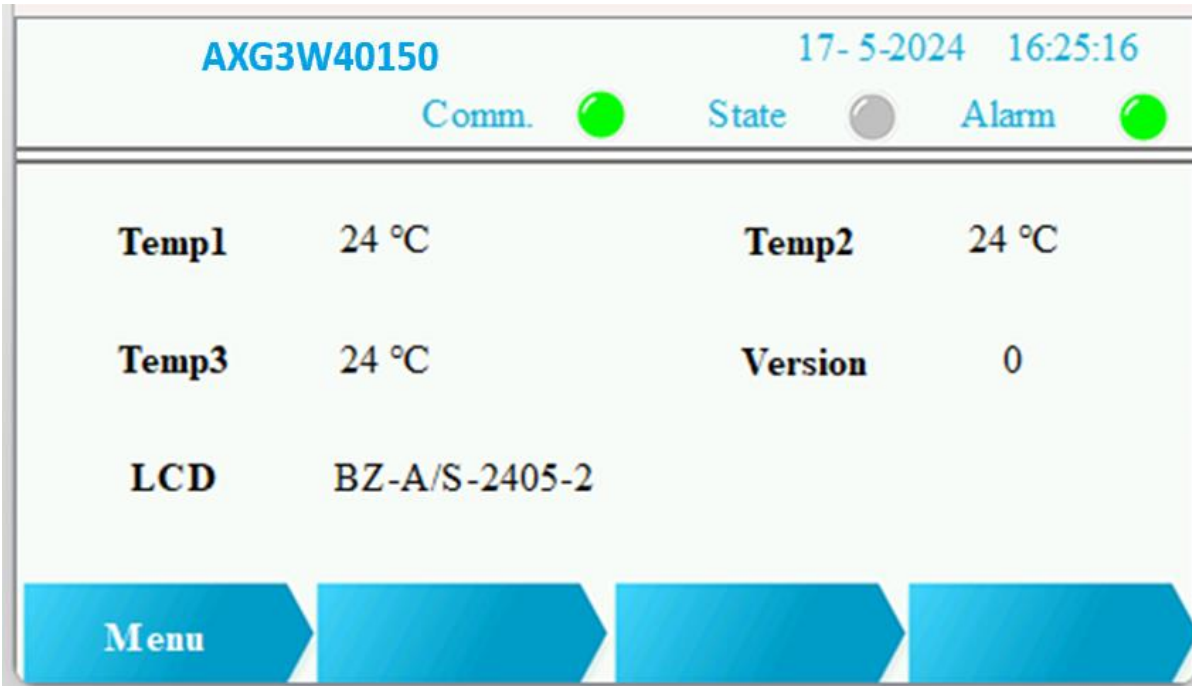 AXG3W40150 17- 5-2024 16:25:16
Comm. State Alarm
Temp1 24 ℃ Temp2 24 ℃
Temp3 24 ℃ Version 0
LCD BZ-A/S-2405-2
Menu